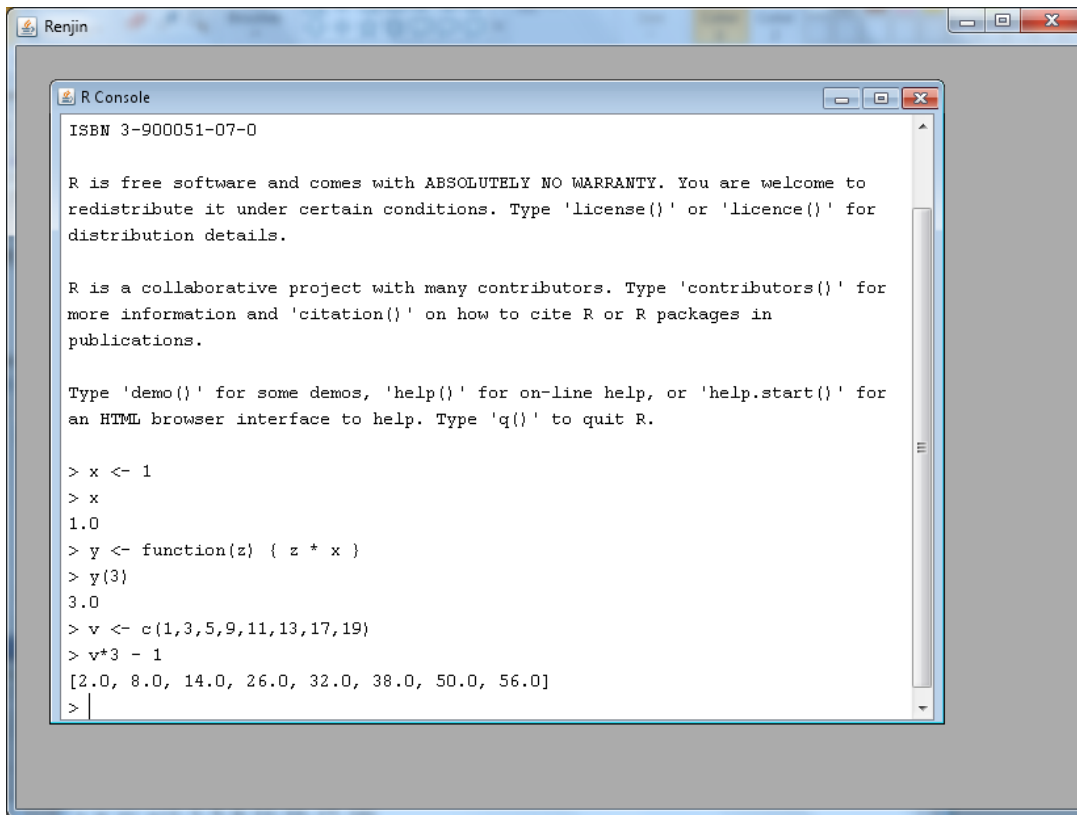 Renjin
R Console
ISBN 3-900051-07-0
R is free software and comes with ABSOLUTELY NO WARRANTY. You are welcome to
redistribute it under certain conditions. Type 'license()' or 'licence()' for
distribution details.
R is a collaborative project with many contributors. Type 'contributors()' for
more information and 'citation()' on how to cite R or R packages in
publications.
Type 'demo()' for some demos, 'help()' for on-line help, or 'help.start()' for
an HTML browser interface to help. Type 'q()' to quit R.
> x <- 1
> x
1.0
> y <- function(z) { z * x }
> y(3)
3.0
> v <- c(1,3,5,9,11,13,17,19)
> v*3 - 1
[2.0, 8.0, 14.0, 26.0, 32.0, 38.0, 50.0, 56.0]
>